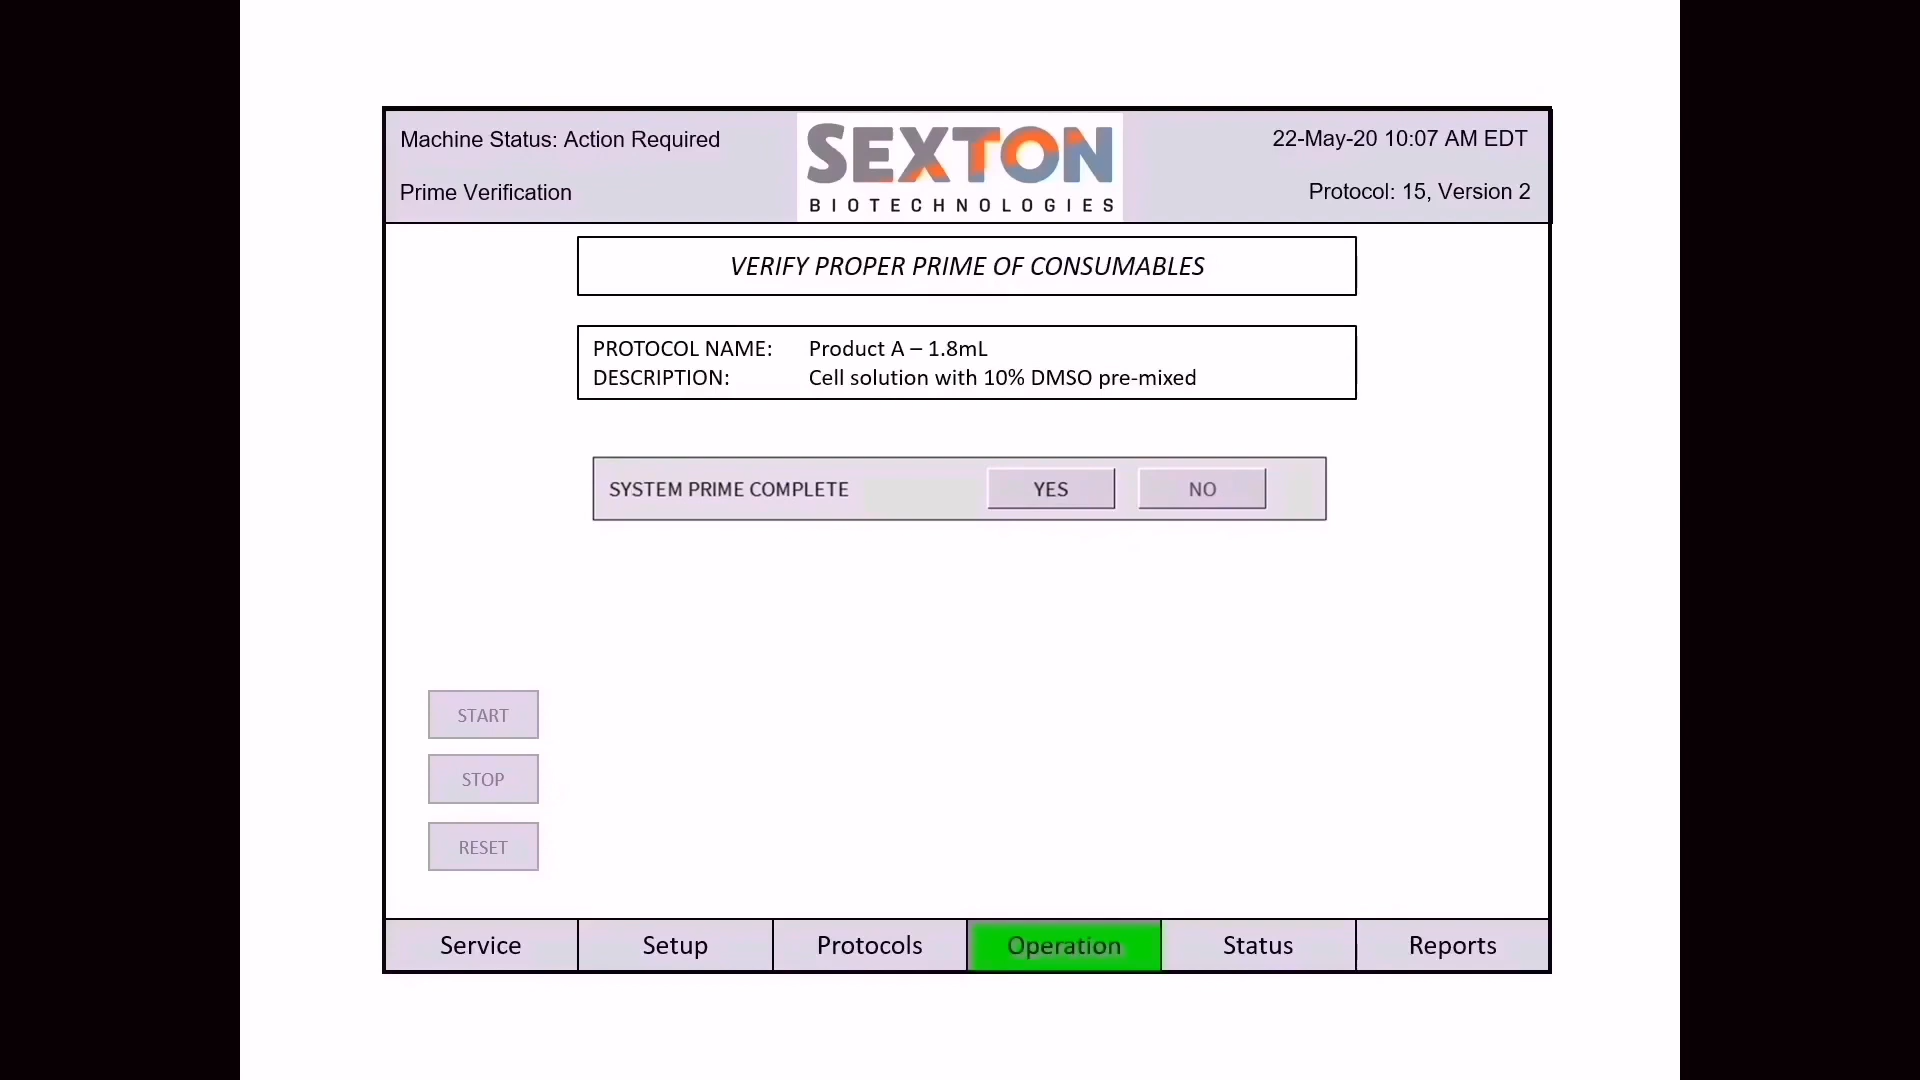 Machine Status: Action Required
Prime Verification
SEXTON
BIOTECHNOLOGIES
22-May-20 10:07 AM EDT
Protocol: 15, Version 2
VERIFY PROPER PRIME OF CONSUMABLES
PROTOCOL NAME: Product A – 1.8mL
DESCRIPTION: Cell solution with 10% DMSO pre-mixed
SYSTEM PRIME COMPLETE YES NO
START
STOP
RESET
Service Setup Protocols Operation Status Reports